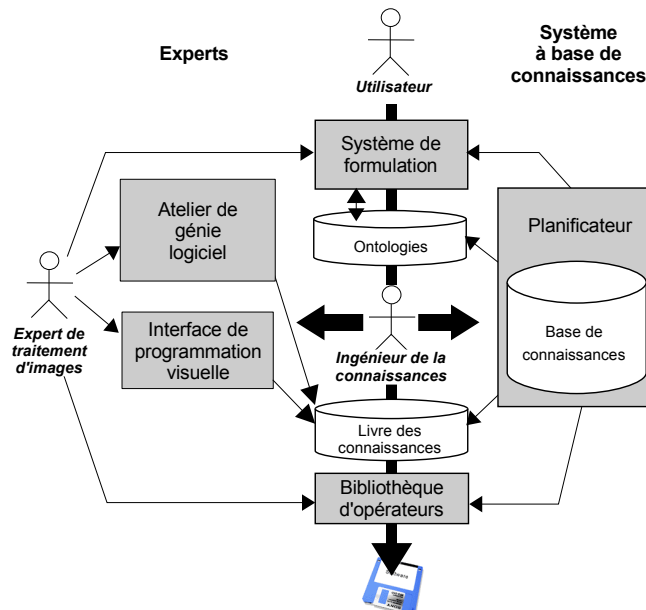 Experts
Système
à base de
connaissances
Utilisateur
Système de
formulation
Atelier de
génie
logiciel
Ontologies
Planificateur
Base de
connaissances
Expert de
traitement
d'images
Interface de
programmation
visuelle
Ingénieur de la
connaissances
Livre des
connaissances
Bibliothèque
d'opérateurs